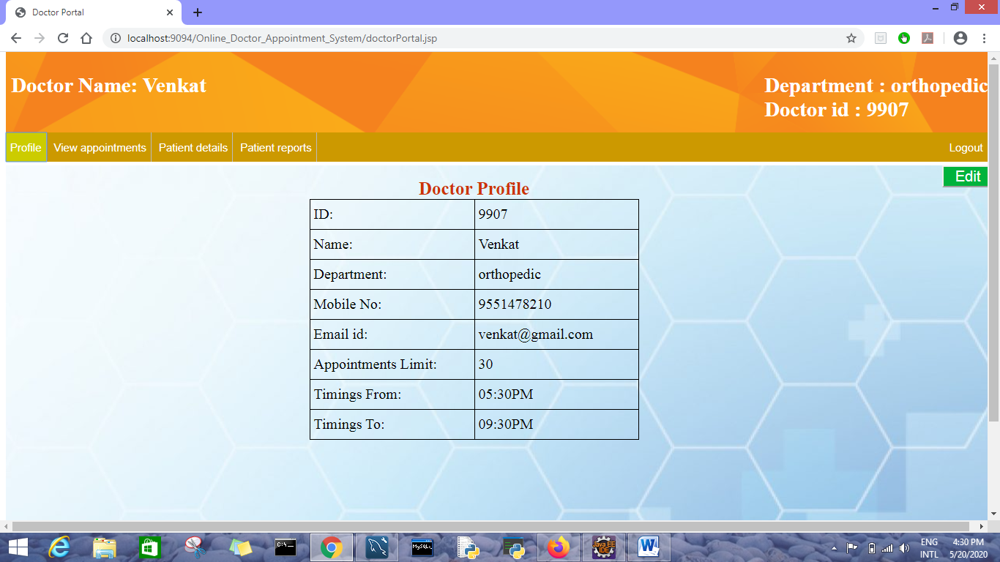 Doctor Portal
localhost:9094/Online_Doctor_Appointment_System/doctorPortal.jsp
Doctor Name: Venkat
Department : orthopedic
Doctor id : 9907
Profile View appointments Patient details Patient reports Logout
Edit
Doctor Profile
ID: 9907
Name: Venkat
Department: orthopedic
Mobile No: 9551478210
Email id: venkat@gmail.com
Appointments Limit: 30
Timings From: 05:30PM
Timings To: 09:30PM
ENG 4:30 PM
INTL 5/20/2020